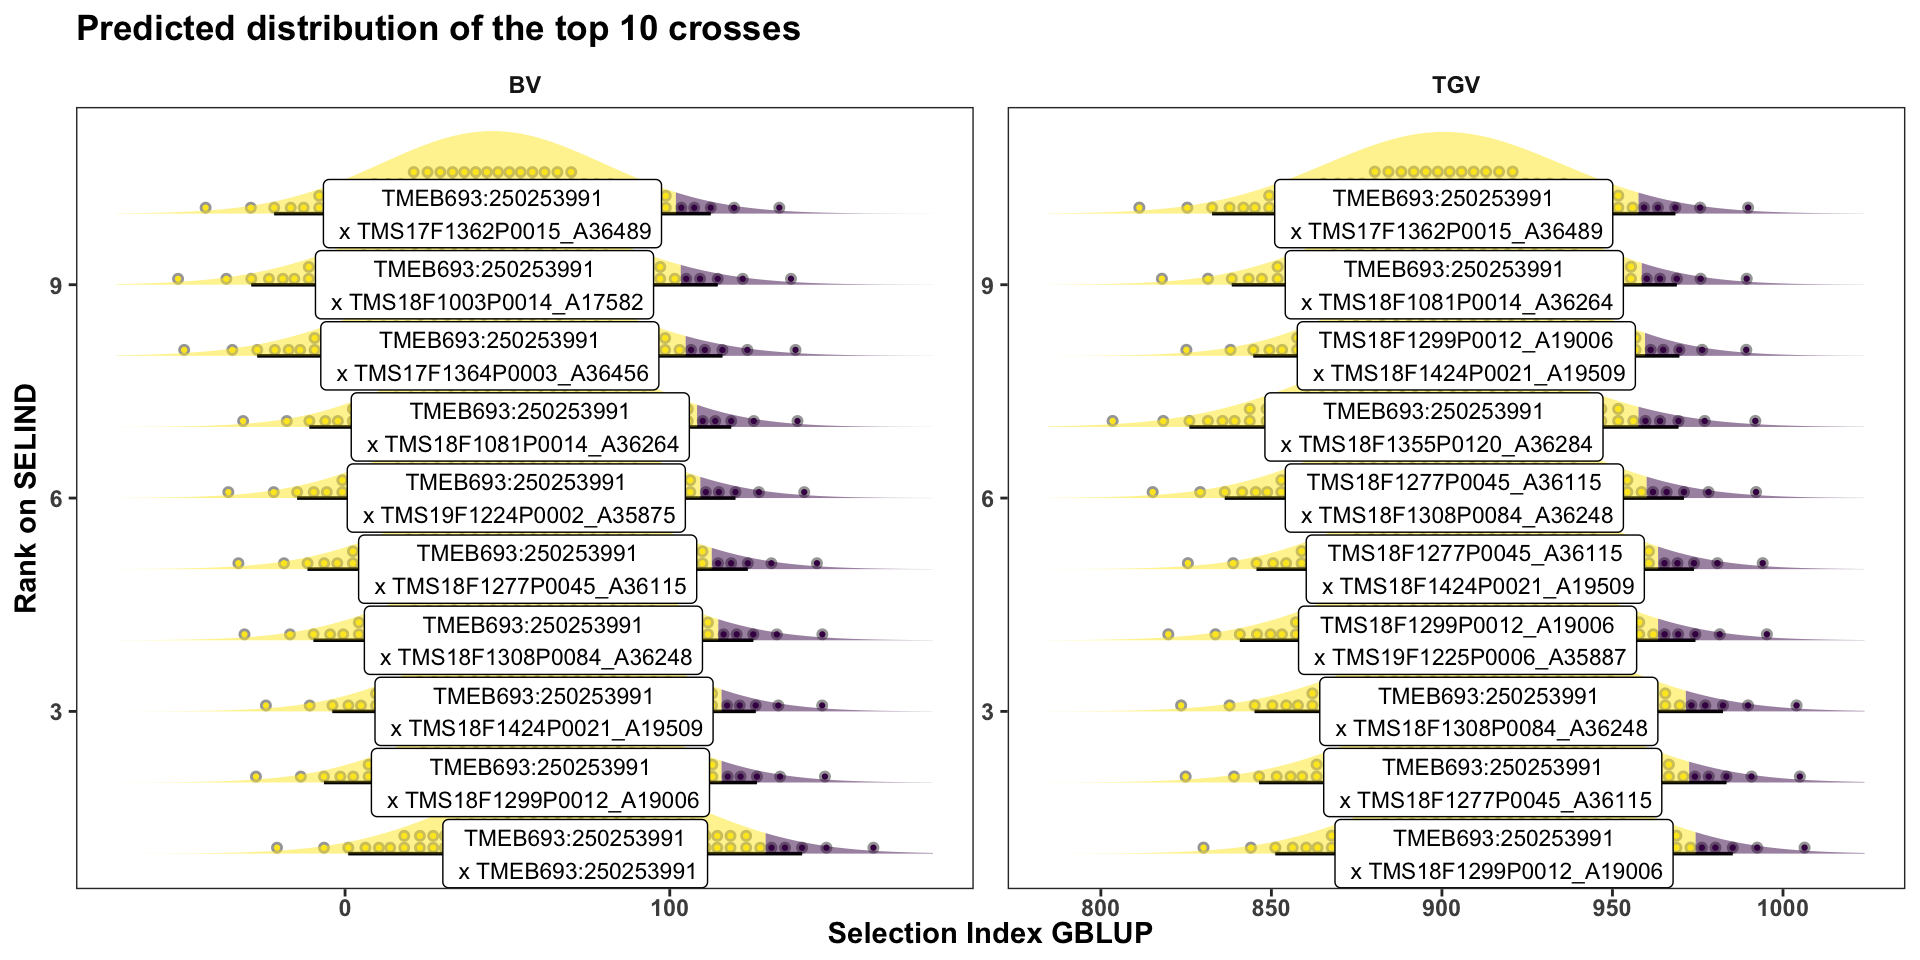 Predicted distribution of the top 10 crosses
BV
TMEB693:250253991
x TMS17F1362P0015_A36489
TMEB693:250253991
x TMS18F1003P0014_A17582
TMEB693:250253991
x TMS17F1364P0003_A36456
TMEB693:250253991
x TMS18F1081P0014_A36264
TMEB693:250253991
x TMS19F1224P0002_A35875
TMEB693:250253991
x TMS18F1277P0045_A36115
TMEB693:250253991
x TMS18F1308P0084_A36248
TMEB693:250253991
x TMS18F1424P0021_A19509
TMEB693:250253991
x TMS18F1299P0012_A19006
TMEB693:250253991
x TMEB693:250253991
9
6
3
0 100
Rank on SELIND
TGV
TMEB693:250253991
x TMS17F1362P0015_A36489
TMEB693:250253991
x TMS18F1081P0014_A36264
TMS18F1299P0012_A19006
x TMS18F1424P0021_A19509
TMEB693:250253991
x TMS18F1355P0120_A36284
TMS18F1277P0045_A36115
x TMS18F1308P0084_A36248
TMS18F1277P0045_A36115
x TMS18F1424P0021_A19509
TMS18F1299P0012_A19006
x TMS19F1225P0006_A35887
TMEB693:250253991
x TMS18F1308P0084_A36248
TMEB693:250253991
x TMS18F1277P0045_A36115
TMEB693:250253991
x TMS18F1299P0012_A19006
9
6
3
800 850 900 950 1000
Selection Index GBLUP